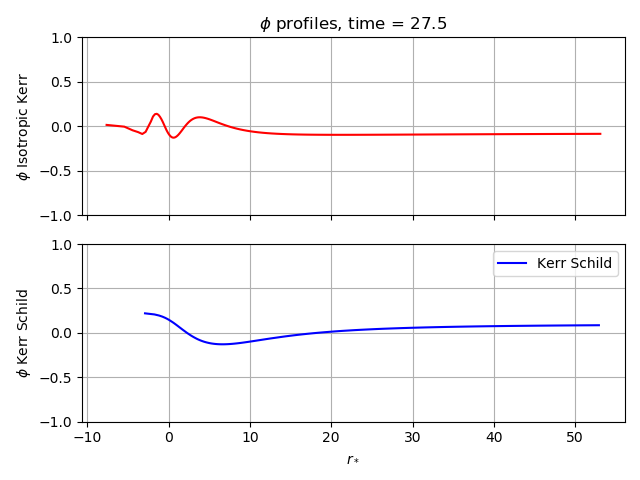 ϕ profiles, time = 27.5
1.0
0.5
0.0
−0.5
−1.0
ϕ Isotropic Kerr
1.0
0.5
0.0
−0.5
−1.0
ϕ Kerr Schild
Kerr Schild
−10 0 10 20 30 40 50
r*